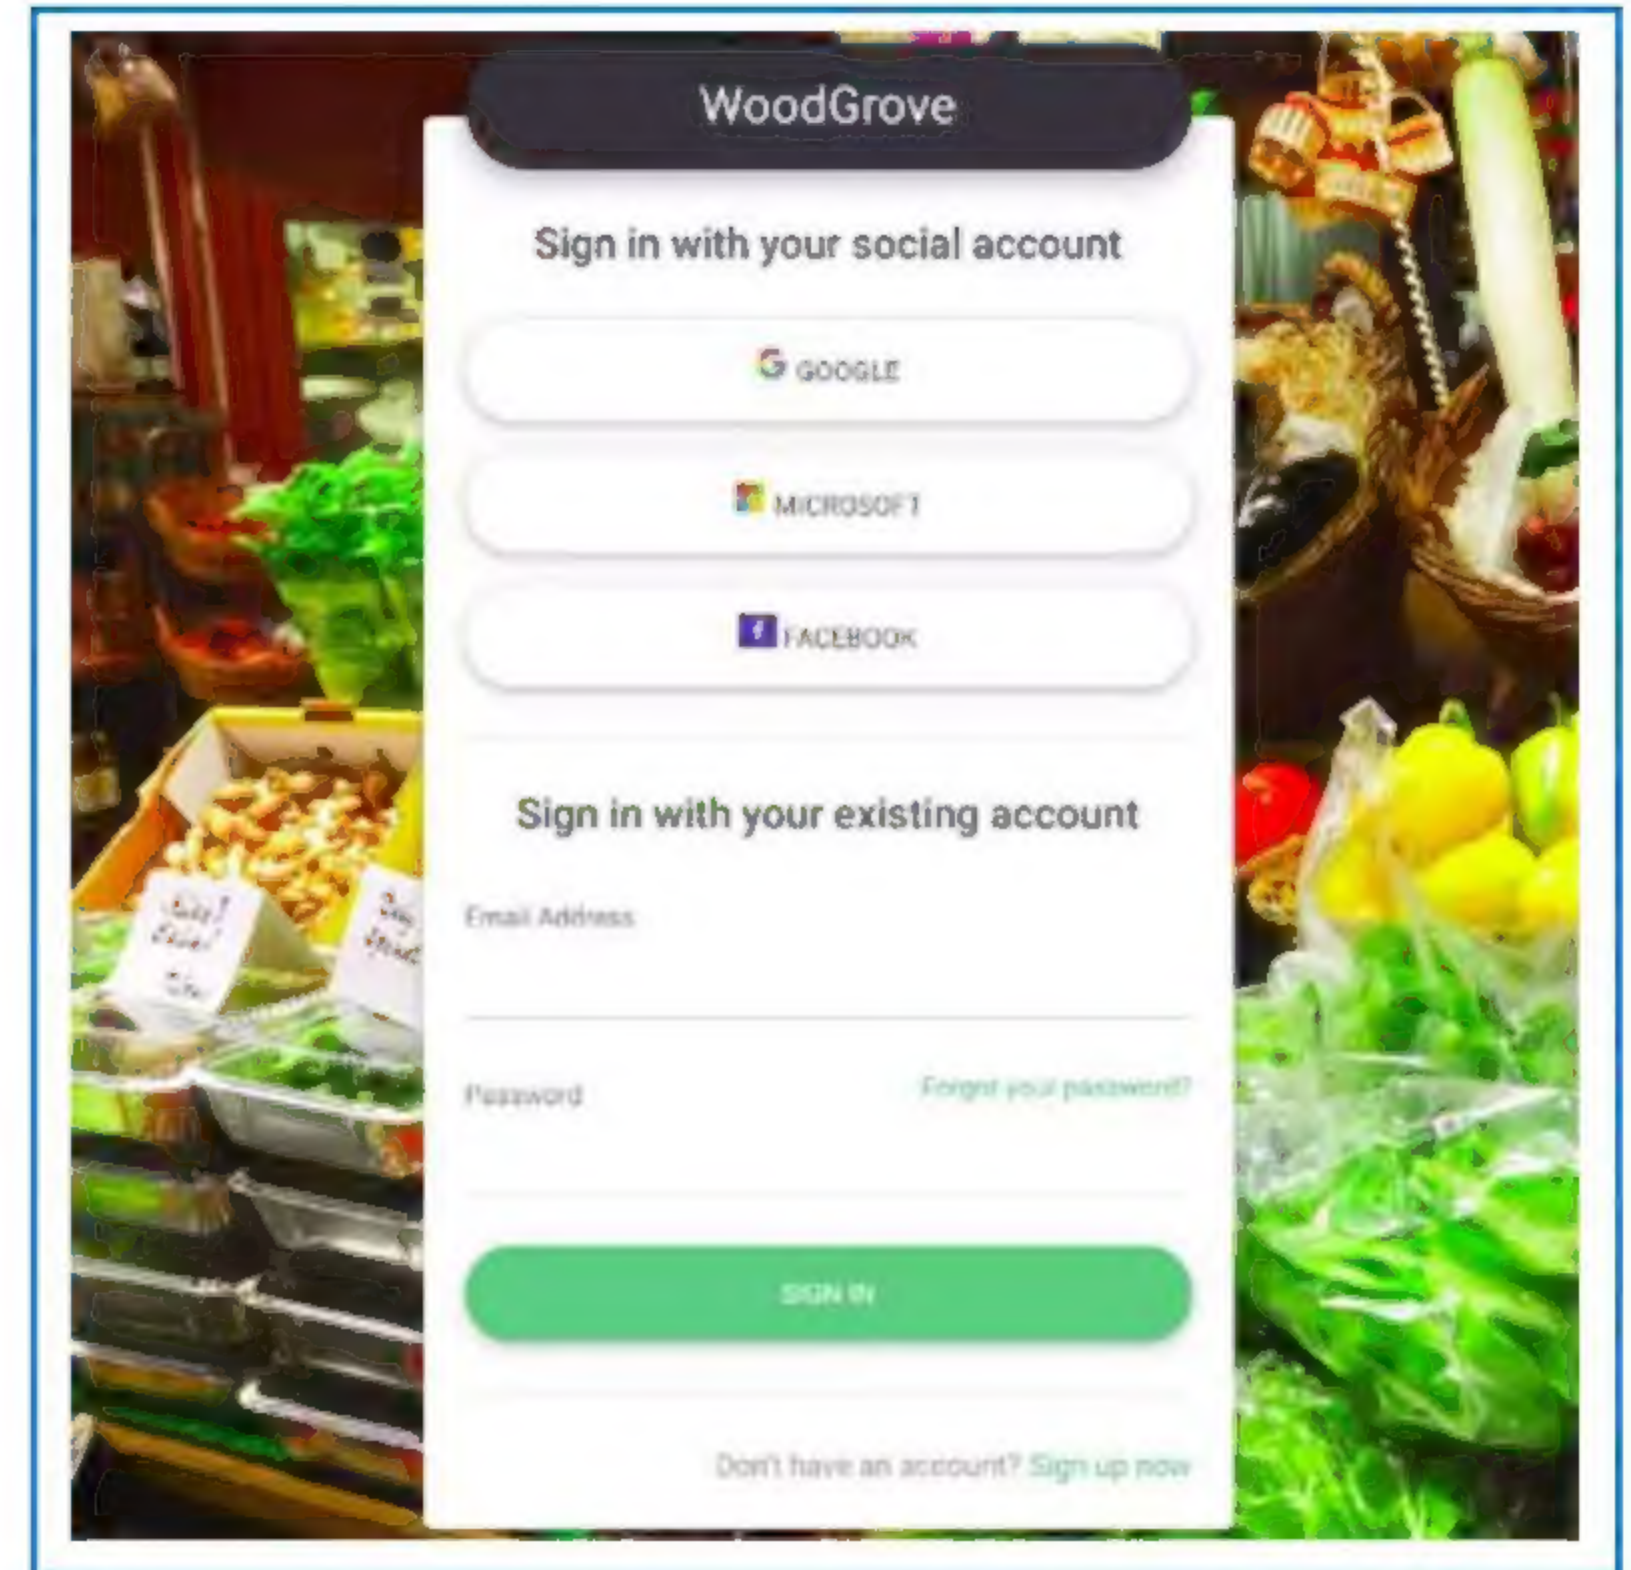 WoodGrove
Sign in with your social account
GOOGLE
MICROSOFT
FACEBOOK
Sign in with your existing account
Email Address
Password
Forgot your password?
SIGN IN
Don't have an account? Sign up now